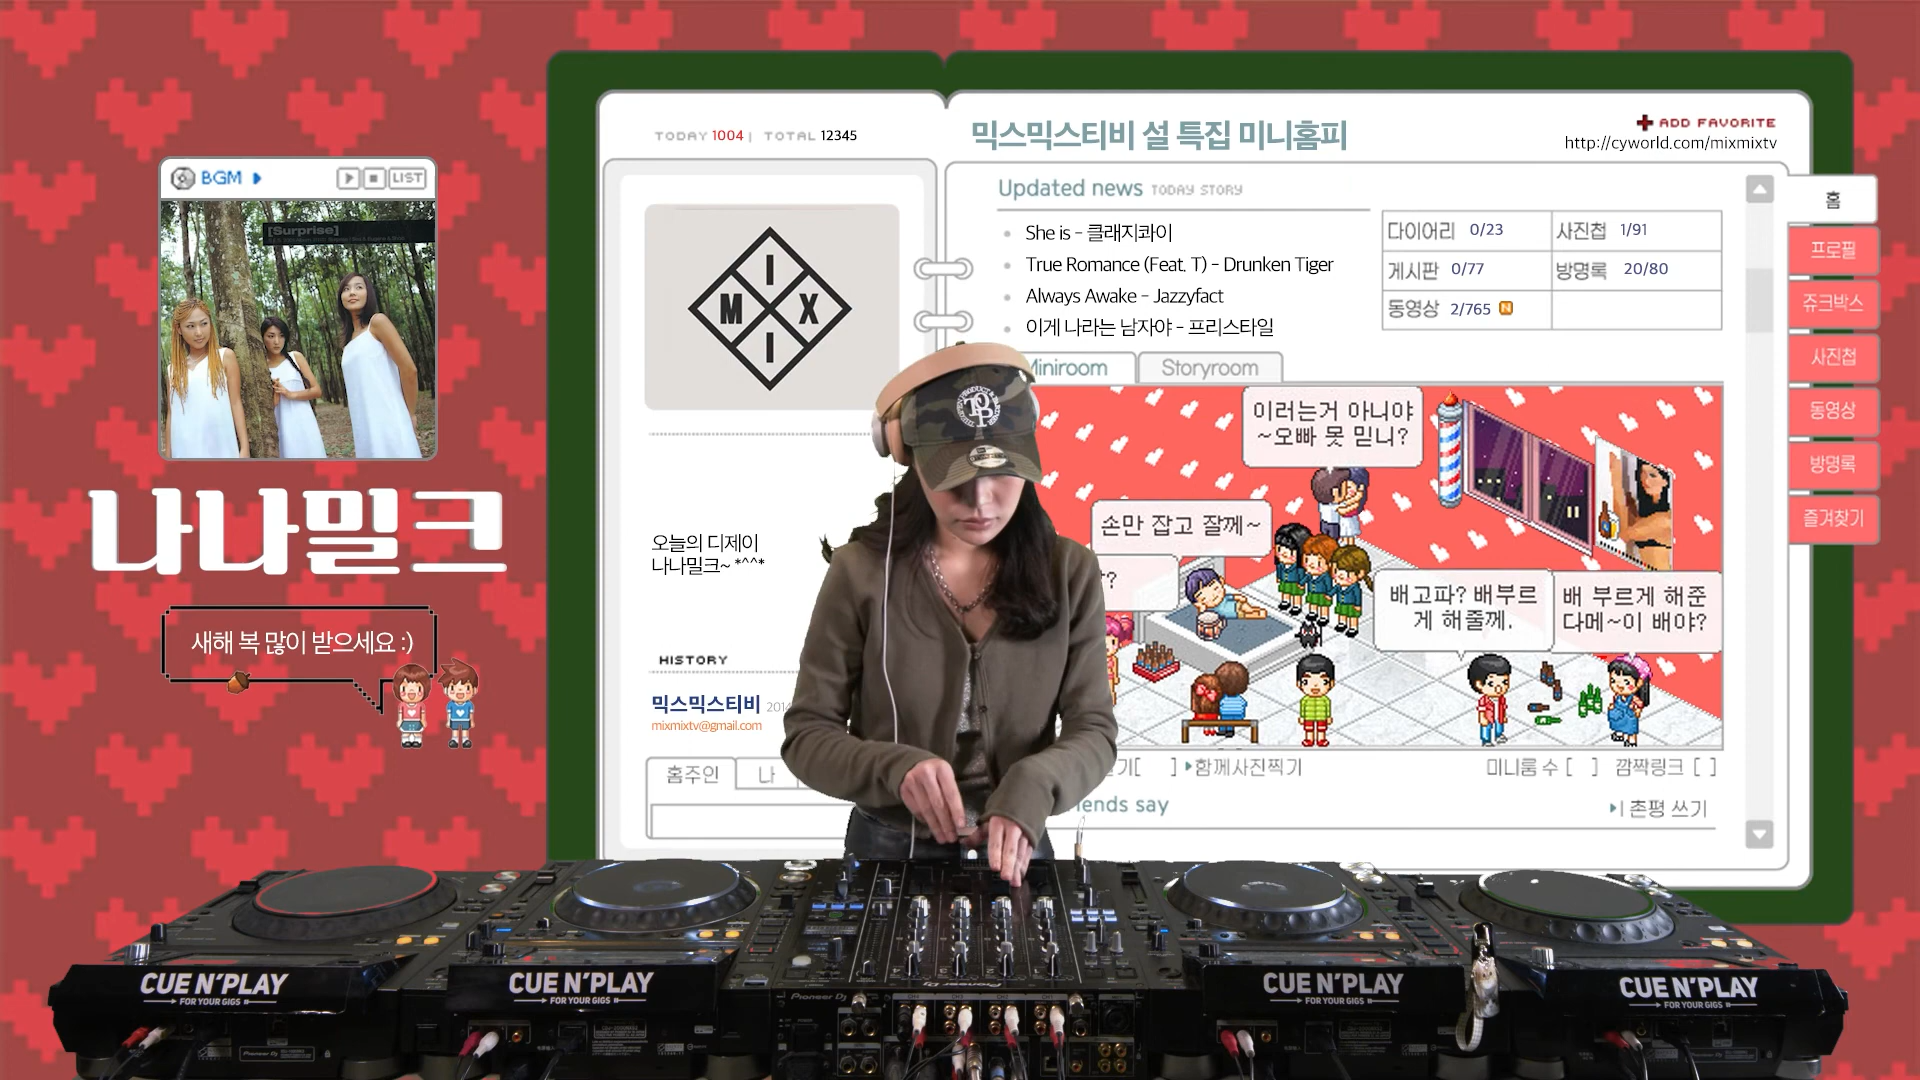 BGM
LIST
[Surprise]
나나밀크
새해 복 많이 받으세요 :)
TODAY 1004 | TOTAL 12345
믹스믹스티비 설 특집 미니홈피
ADD FAVORITE
http://cyworld.com/mixmixtv
I
M X
I
오늘의 디제이
나나밀크~ *^^*
HISTORY
믹스믹스티비
mixmixtv@gmail.com
홈주인
나
Updated news TODAY STORY
She is - 클래지콰이
True Romance (Feat. T) - Drunken Tiger
Always Awake - Jazzyfact
이게 나라는 남자야 - 프리스타일
다이어리 0/23 사진첩 1/91
게시판 0/77 방명록 20/80
동영상 2/765 N
Miniroom Storyroom
이러는거 아니야
~오빠 못 믿니?
손만 잡고 잘께~
?
배고파? 배부르
게 해줄께.
배 부르게 해준
다메~이 배야?
기[ ] 함께사진찍기
미니룸 수 [ ] 깜짝링크 [ ]
ends say
촌평 쓰기
홈
프로필
쥬크박스
사진첩
동영상
방명록
즐겨찾기
CUE N'PLAY
FOR YOUR GIGS
CUE N'PLAY
FOR YOUR GIGS
CUE N'PLAY
FOR YOUR GIGS
CUE N'PLAY
FOR YOUR GIGS
Pioneer Dj